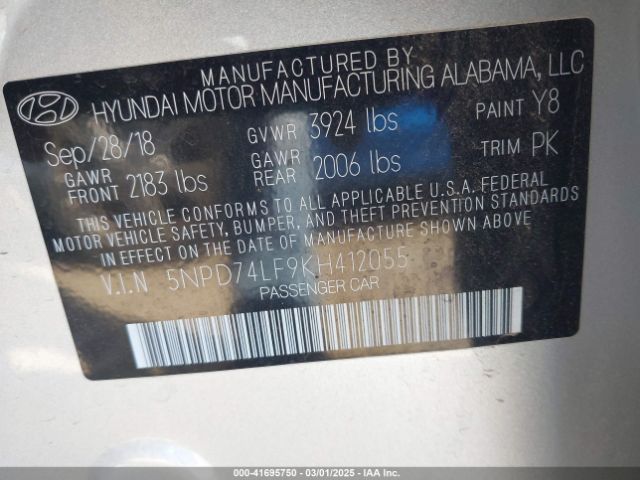 MANUFACTURED BY
HYUNDAI MOTOR MANUFACTURING ALABAMA, LLC
Sep/28/18 GVWR 3924 lbs PAINT Y8
GAWR FRONT 2183 lbs GAWR REAR 2006 lbs TRIM PK
THIS VEHICLE CONFORMS TO ALL APPLICABLE U.S.A. FEDERAL
MOTOR VEHICLE SAFETY, BUMPER, AND THEFT PREVENTION STANDARDS
IN EFFECT ON THE DATE OF MANUFACTURE SHOWN ABOVE
V.I.N 5NPD74LF9KH412055
PASSENGER CAR
000-41695750 | 03/01/2025 | IAA Inc.